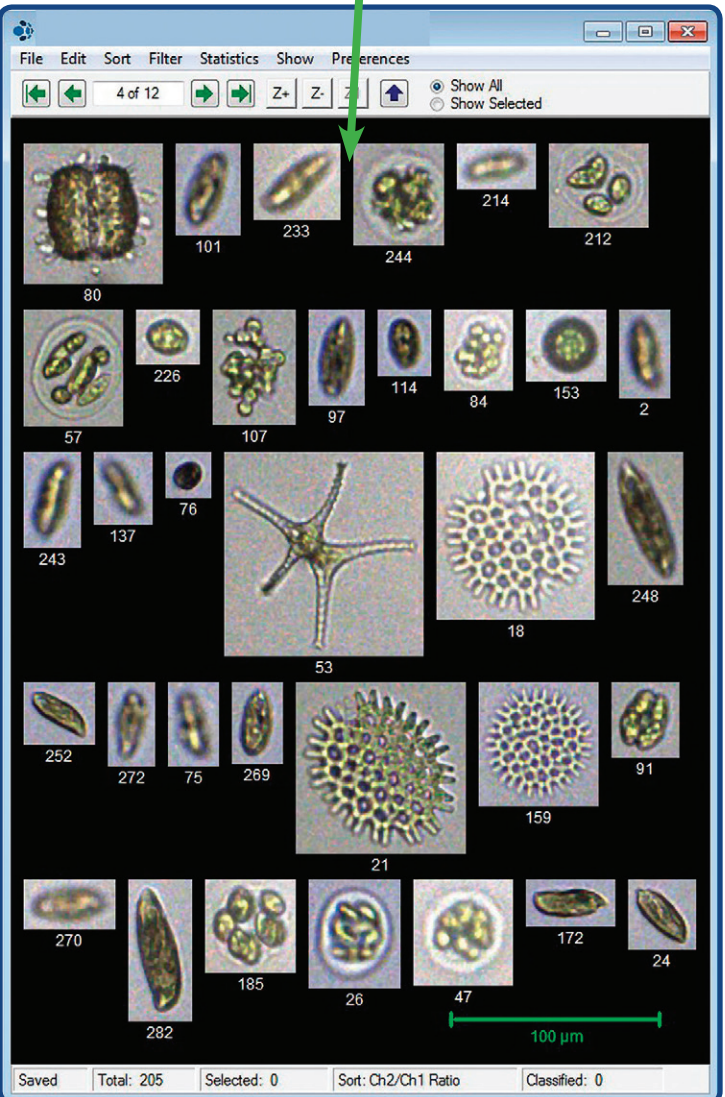 File Edit Sort Filter Statistics Show Preferences
4 of 12 Z+ Z- Show All
Show Selected
80 101 233 244 214 212
57 226 107 97 114 84 153 2
243 137 76 53 18 248
252 272 75 269 21 159 91
270 282 185 26 47 172 24
100 µm
Saved Total: 205 Selected: 0 Sort: Ch2/Ch1 Ratio Classified: 0